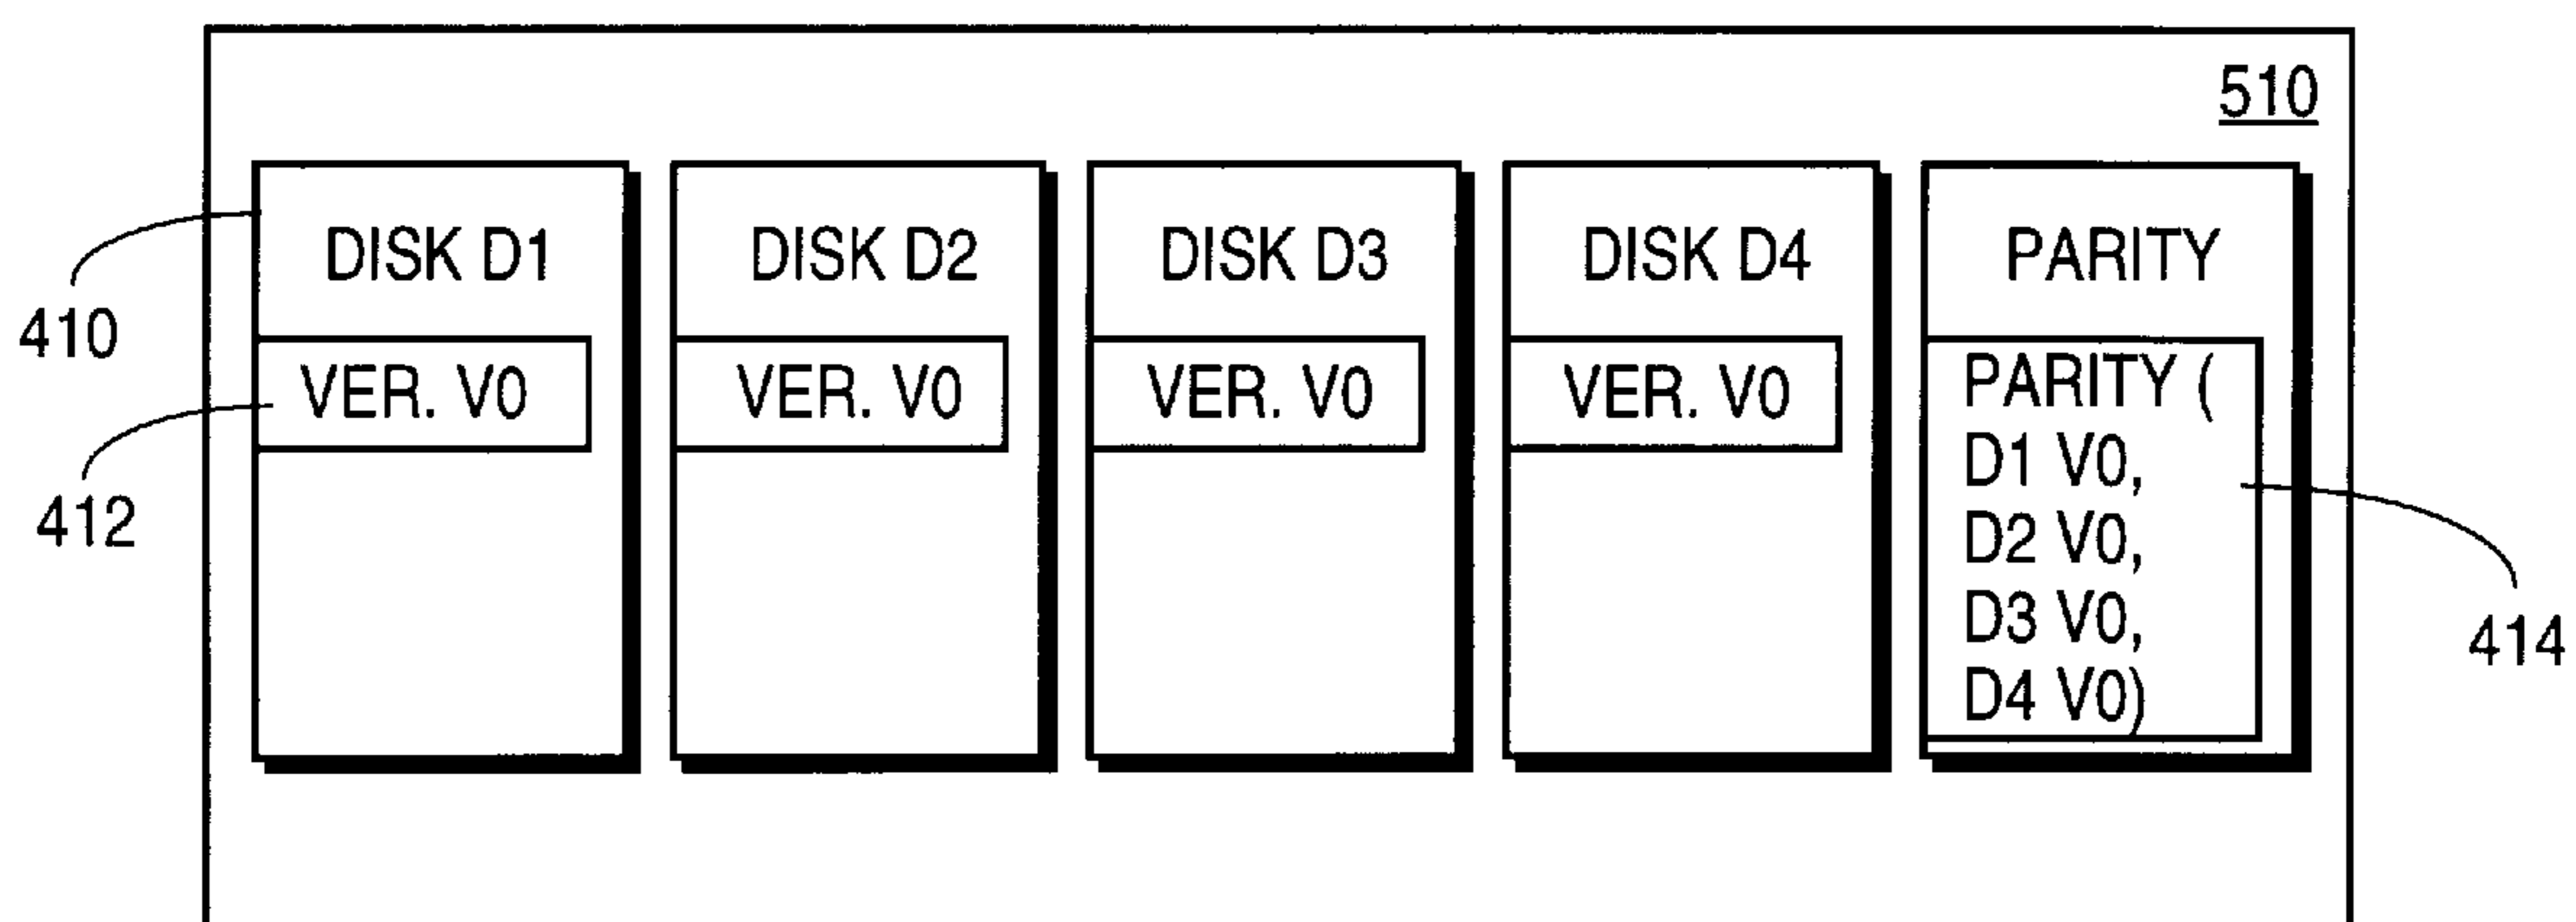 510
DISK D1
DISK D2
DISK D3
DISK D4
PARITY
410
VER. V0
VER. V0
VER. V0
VER. V0
PARITY (
D1 V0,
D2 V0,
D3 V0,
D4 V0)
412
414